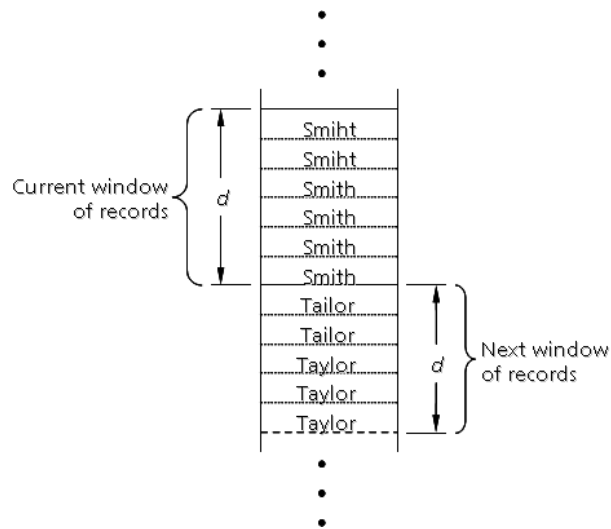 Smiht
Smiht
Smith
Smith
Smith
Smith
Tailor
Tailor
Taylor
Taylor
Taylor
Current window
of records
d
d
Next window
of records